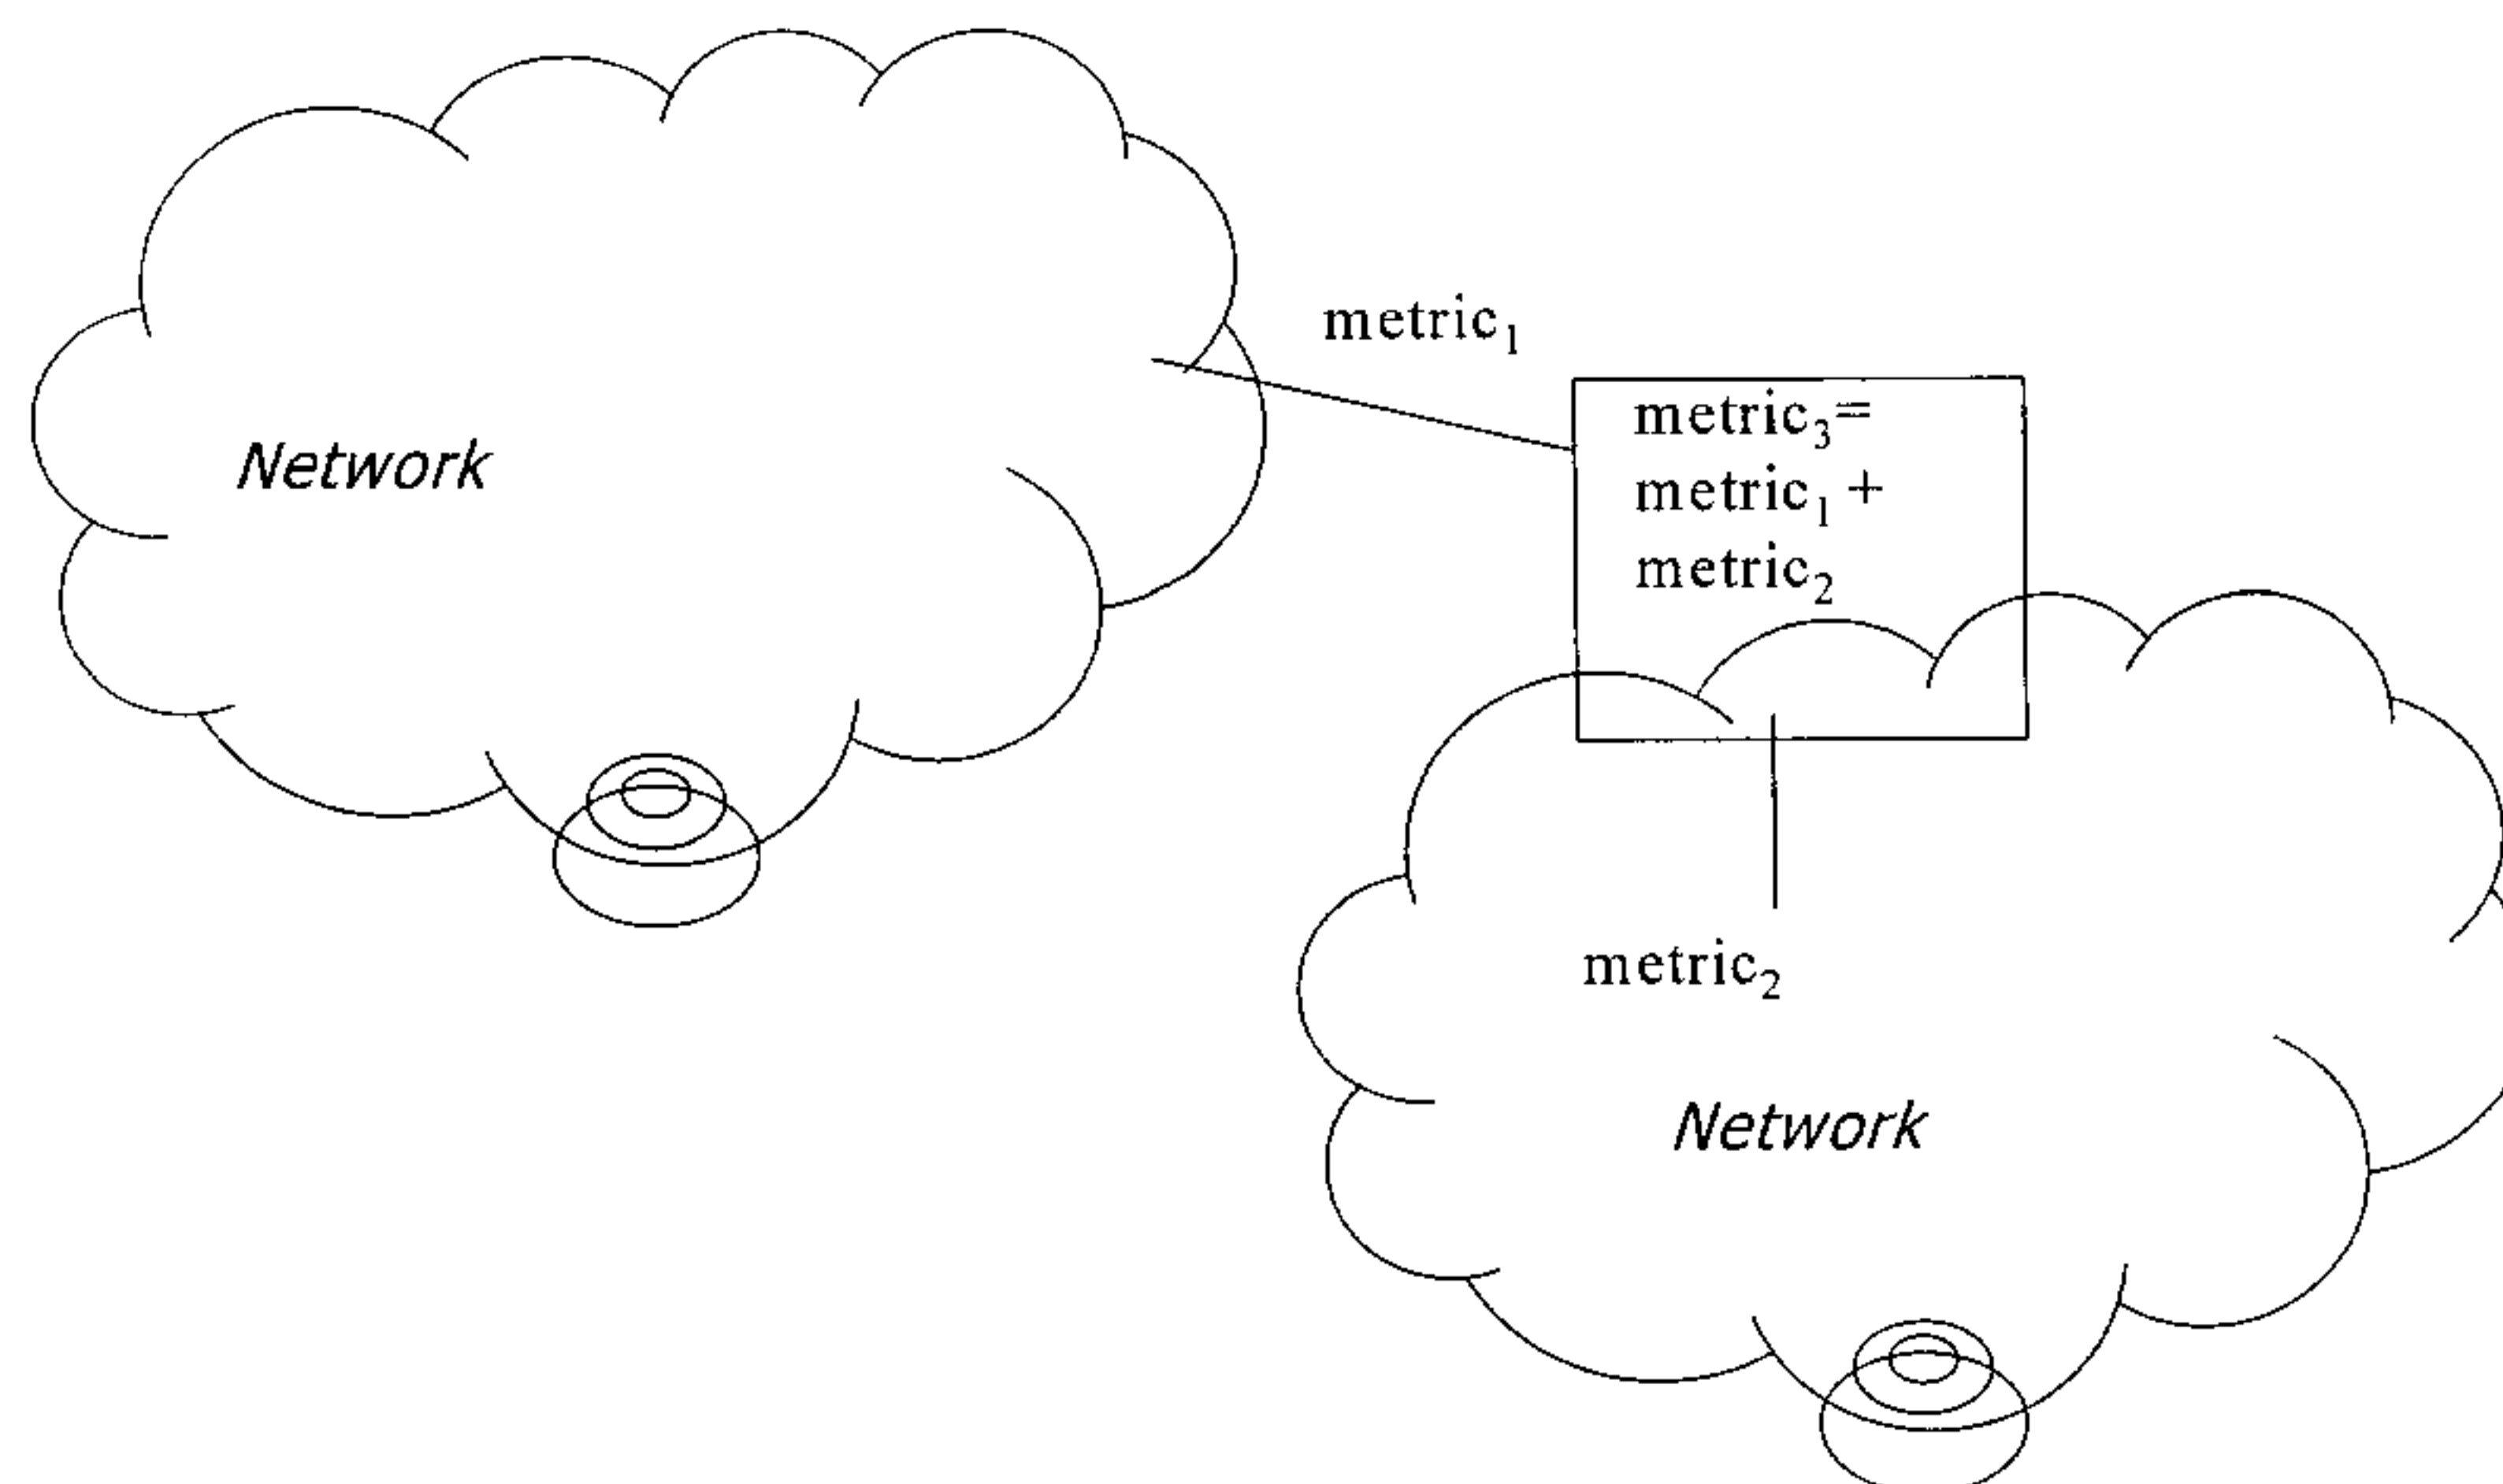 metric₁
metric₃=
metric₁ +
metric₂
Network
metric₂
Network